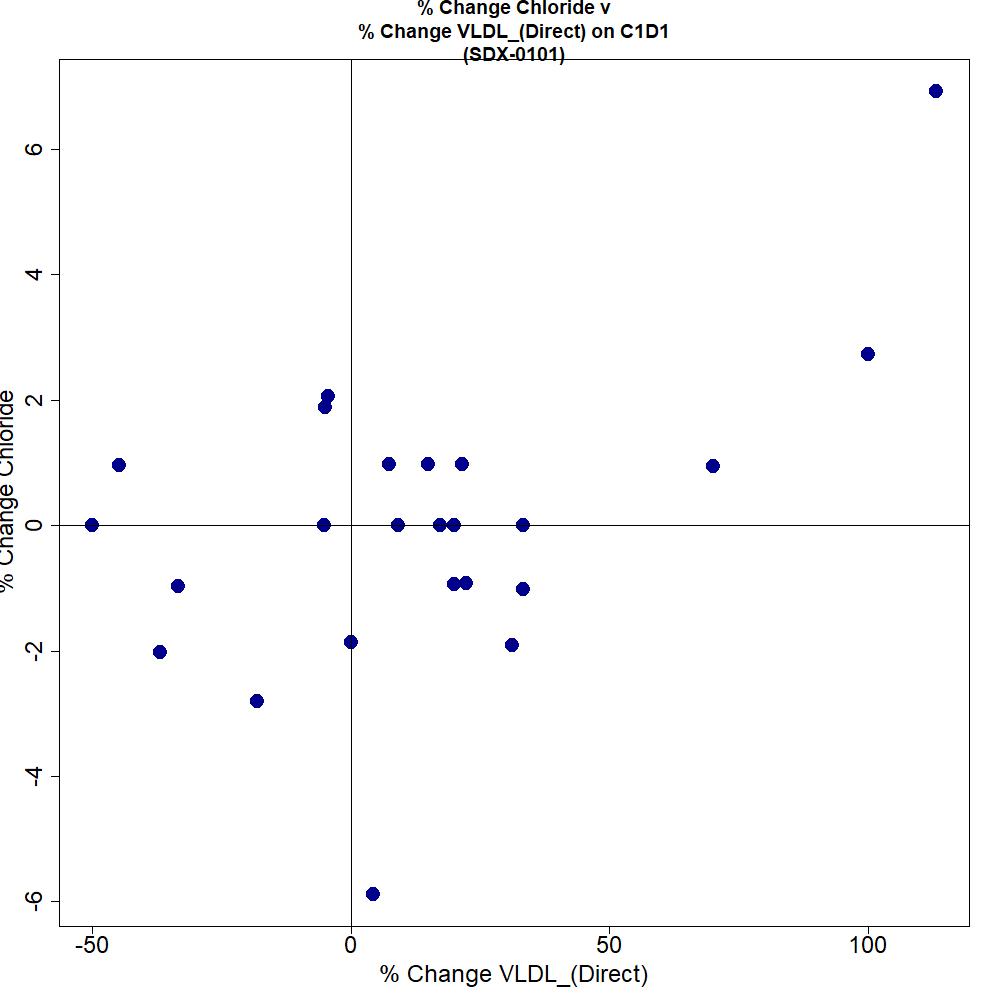 % Change Chloride v
% Change VLDL_(Direct) on C1D1
(SDX-0101)
% Change Chloride
6
4
2
0
-2
-4
-6
-50
0
50
100
% Change VLDL_(Direct)